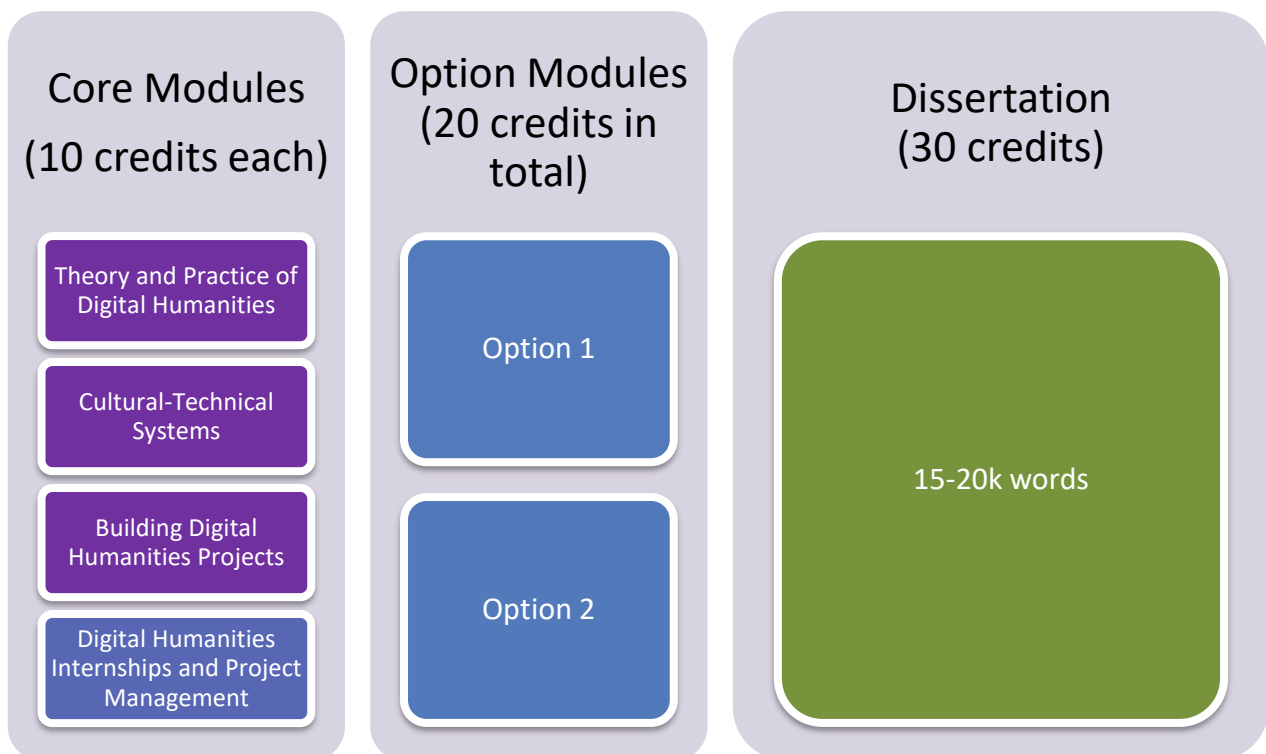 Core Modules
(10 credits each)
Theory and Practice of
Digital Humanities
Cultural-Technical
Systems
Building Digital
Humanities Projects
Digital Humanities
Internships and Project
Management
Option Modules
(20 credits in
total)
Option 1
Option 2
Dissertation
(30 credits)
15-20k words